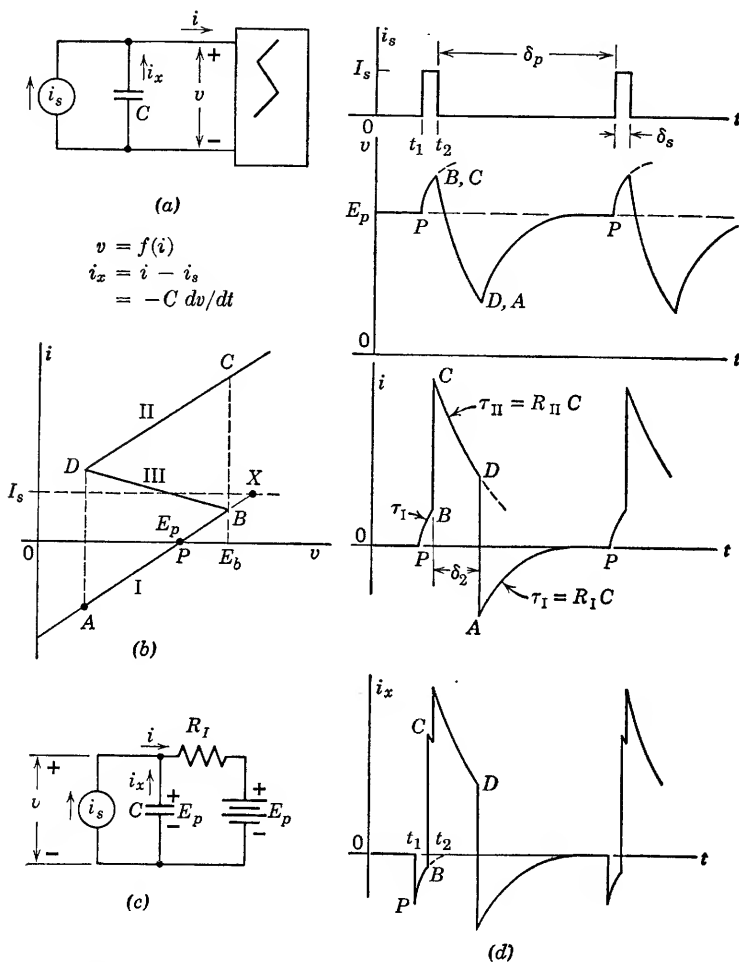 i
+
i_x
i_s
C
v
−
(a)
v = f(i)
i_x = i − i_s
= −C dv/dt
i
C
II
D
III
X
I_s
B
E_p
0
P
E_b
v
I
A
(b)
R_I
i
+
v
i_x
i_s
C
+
E_p
−
+
E_p
−
−
(c)
i_s
δ_p
I_s
0
t
t_1
t_2
δ_s
v
B, C
E_p
P
P
D, A
0
t
i
C
τ_II = R_II C
D
τ_I
B
0
P
P
t
δ_2
τ_I = R_I C
A
i_x
C
D
0
t_1
t_2
t
B
P
(d)